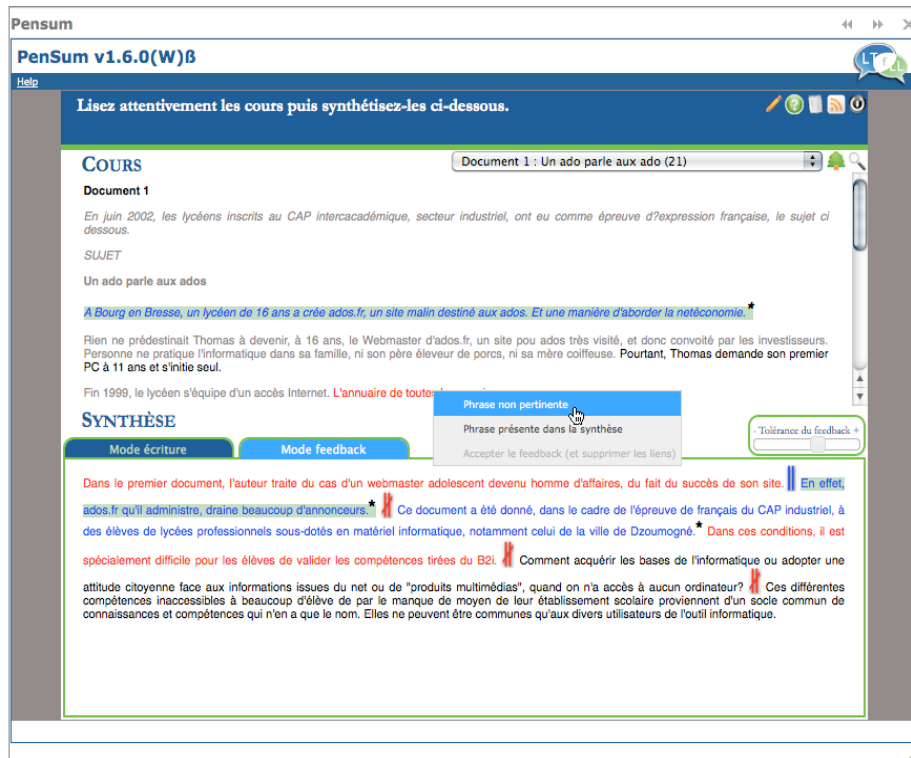 Pensum
PenSum v1.6.0(W)ß
LTfLL
Help
Lisez attentivement les cours puis synthétisez-les ci-dessous.
COURS
Document 1 : Un ado parle aux ado (21)
Document 1
En juin 2002, les lycéens inscrits au CAP intercacadémique, secteur industriel, ont eu comme épreuve d?expression française, le sujet ci
dessous.
SUJET
Un ado parle aux ados
A Bourg en Bresse, un lycéen de 16 ans a crée ados.fr, un site malin destiné aux ados. Et une manière d'aborder la netéconomie.*
Rien ne prédestinait Thomas à devenir, à 16 ans, le Webmaster d'ados.fr, un site pou ados très visité, et donc convoité par les investisseurs.
Personne ne pratique l'informatique dans sa famille, ni son père éleveur de porcs, ni sa mère coiffeuse. Pourtant, Thomas demande son premier
PC à 11 ans et s'initie seul.
Fin 1999, le lycéen s'équipe d'un accès Internet. L'annuaire de toutes
Phrase non pertinente
Phrase présente dans la synthèse
Accepter le feedback (et supprimer les liens)
SYNTHÈSE
- Tolérance du feedback +
Mode écriture
Mode feedback
Dans le premier document, l'auteur traite du cas d'un webmaster adolescent devenu homme d'affaires, du fait du succès de son site. En effet,
ados.fr qu'il administre, draine beaucoup d'annonceurs.* Ce document a été donné, dans le cadre de l'épreuve de français du CAP industriel, à
des élèves de lycées professionnels sous-dotés en matériel informatique, notamment celui de la ville de Dzoumogné.* Dans ces conditions, il est
spécialement difficile pour les élèves de valider les compétences tirées du B2i. Comment acquérir les bases de l'informatique ou adopter une
attitude citoyenne face aux informations issues du net ou de "produits multimédias", quand on n'a accès à aucun ordinateur? Ces différentes
compétences inaccessibles à beaucoup d'élève de par le manque de moyen de leur établissement scolaire proviennent d'un socle commun de
connaissances et compétences qui n'en a que le nom. Elles ne peuvent être communes qu'aux divers utilisateurs de l'outil informatique.